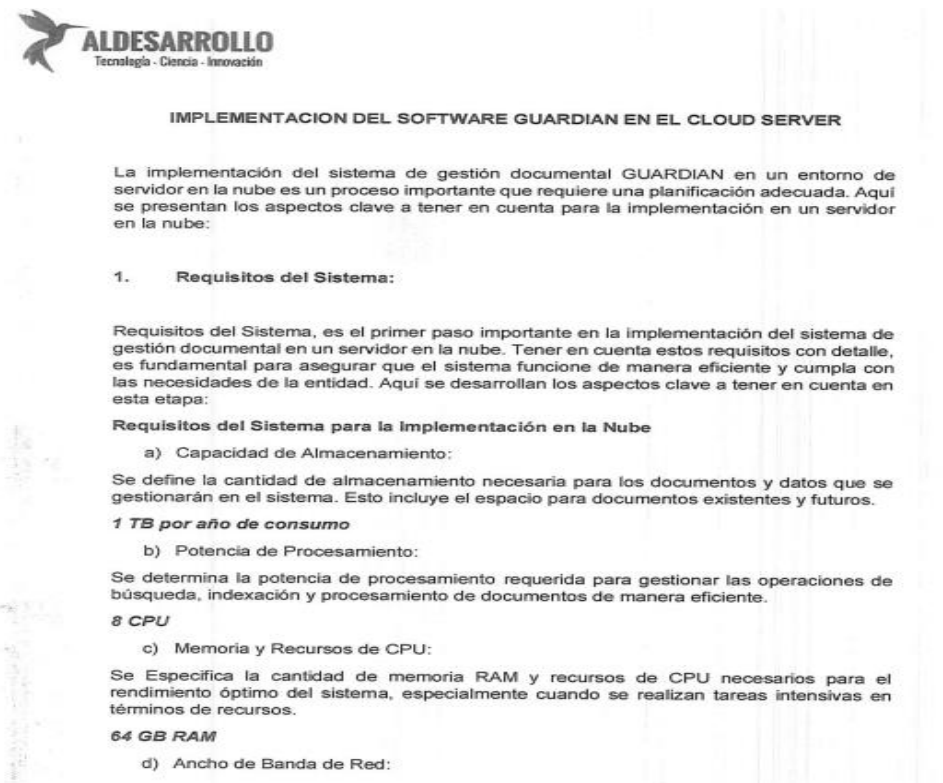 ALDESARROLLO
Tecnología - Ciencia - Innovación
IMPLEMENTACION DEL SOFTWARE GUARDIAN EN EL CLOUD SERVER
La implementación del sistema de gestión documental GUARDIAN en un entorno de
servidor en la nube es un proceso importante que requiere una planificación adecuada. Aquí
se presentan los aspectos clave a tener en cuenta para la implementación en un servidor
en la nube:
1. Requisitos del Sistema:
Requisitos del Sistema, es el primer paso importante en la implementación del sistema de
gestión documental en un servidor en la nube. Tener en cuenta estos requisitos con detalle,
es fundamental para asegurar que el sistema funcione de manera eficiente y cumpla con
las necesidades de la entidad. Aquí se desarrollan los aspectos clave a tener en cuenta en
esta etapa:
Requisitos del Sistema para la Implementación en la Nube
a) Capacidad de Almacenamiento:
Se define la cantidad de almacenamiento necesaria para los documentos y datos que se
gestionarán en el sistema. Esto incluye el espacio para documentos existentes y futuros.
1 TB por año de consumo
b) Potencia de Procesamiento:
Se determina la potencia de procesamiento requerida para gestionar las operaciones de
búsqueda, indexación y procesamiento de documentos de manera eficiente.
8 CPU
c) Memoria y Recursos de CPU:
Se Especifica la cantidad de memoria RAM y recursos de CPU necesarios para el
rendimiento óptimo del sistema, especialmente cuando se realizan tareas intensivas en
términos de recursos.
64 GB RAM
d) Ancho de Banda de Red: